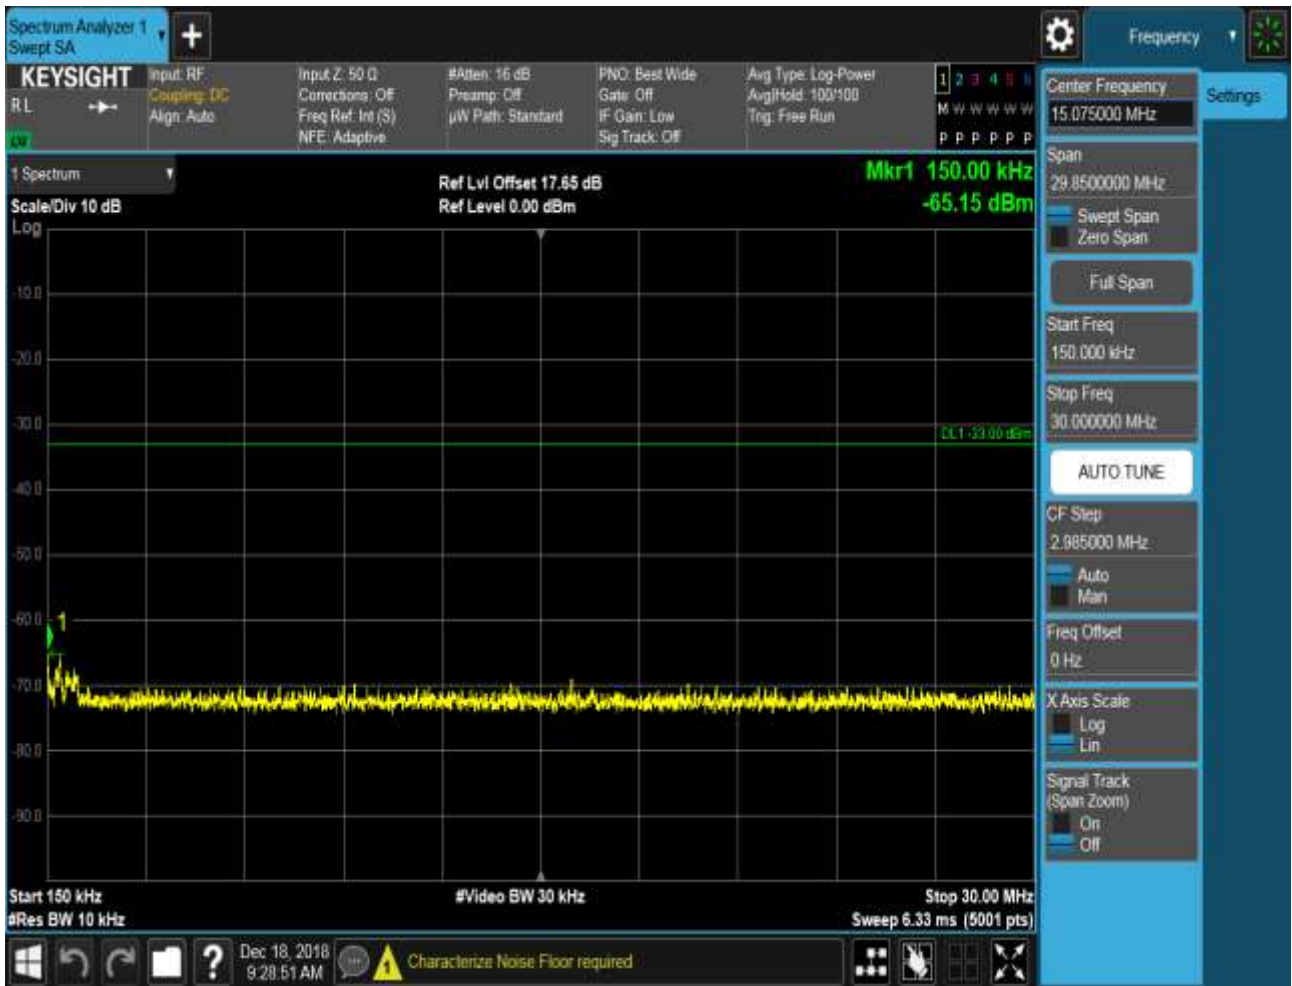 Spectrum Analyzer 1
Swept SA
Frequency
KEYSIGHT
RL
Input: RF
Coupling: DC
Align: Auto
Input Z: 50 Ω
Corrections: Off
Freq Ref: Int (S)
NFE: Adaptive
#Atten: 16 dB
Preamp: Off
µW Path: Standard
PNO: Best Wide
Gate: Off
IF Gain: Low
Sig Track: Off
Avg Type: Log-Power
Avg|Hold: 100/100
Trig: Free Run
1 2 3 4 5 6
M W W W W W
P P P P P P
1 Spectrum
Scale/Div 10 dB
Log
Ref Lvl Offset 17.65 dB
Ref Level 0.00 dBm
Mkr1 150.00 kHz
-65.15 dBm
-10.0
-20.0
-30.0
DL1 -33.00 dBm
-40.0
-50.0
-60.0
1
-70.0
-80.0
-90.0
Start 150 kHz
#Video BW 30 kHz
Stop 30.00 MHz
#Res BW 10 kHz
Sweep 6.33 ms (5001 pts)
Center Frequency
15.075000 MHz
Settings
Span
29.8500000 MHz
Swept Span
Zero Span
Full Span
Start Freq
150.000 kHz
Stop Freq
30.000000 MHz
AUTO TUNE
CF Step
2.985000 MHz
Auto
Man
Freq Offset
0 Hz
X Axis Scale
Log
Lin
Signal Track
(Span Zoom)
On
Off
?
Dec 18, 2018
9:28:51 AM
1
Characterize Noise Floor required